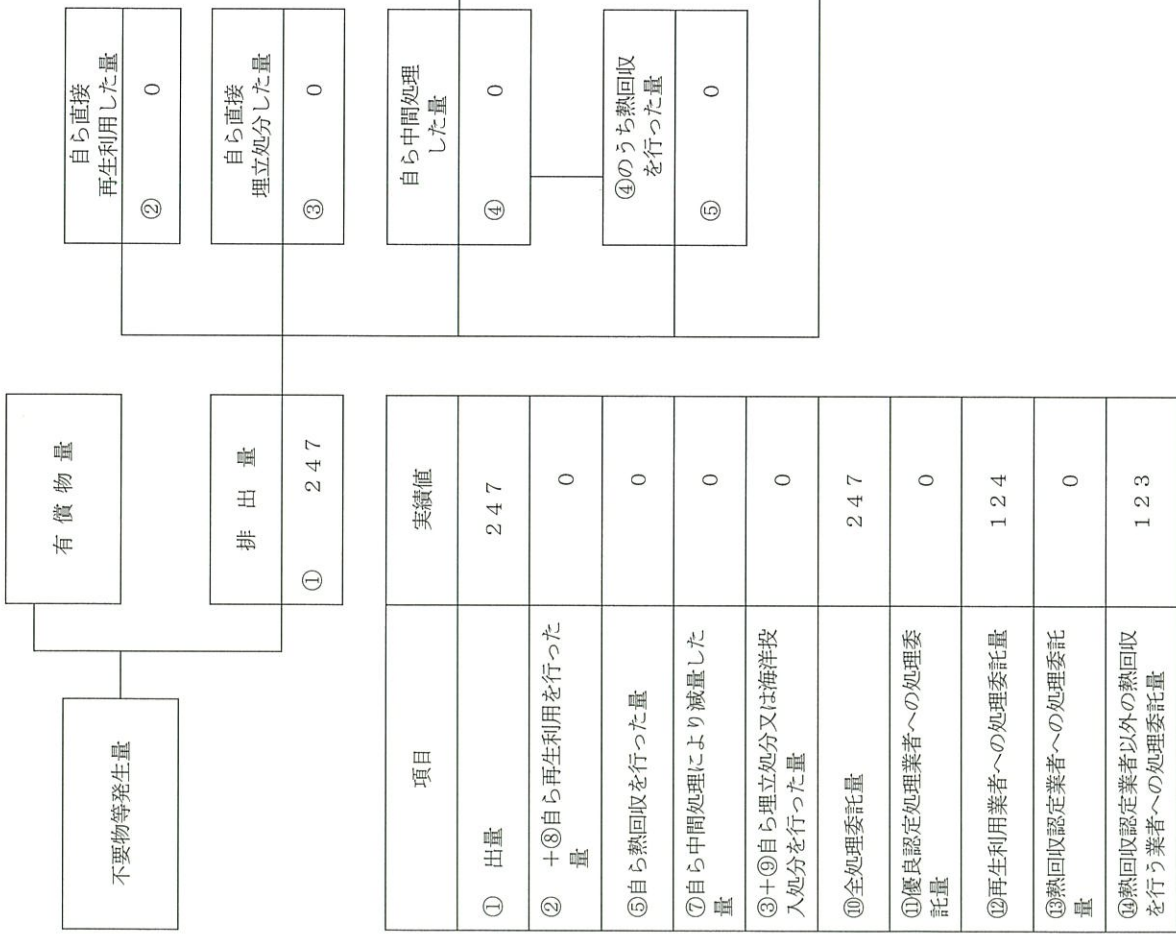 不要物等発生量
有償物量
排出量
① 247
自ら直接
再生利用した量
② 0
自ら直接
埋立処分した量
③ 0
自ら中間処理
した量
④ 0
④のうち熱回収
を行った量
⑤ 0
項目 実績値
① 出量 247
② +⑧自ら再生利用を行った
量 0
⑤自ら熱回収を行った量 0
⑦自ら中間処理により減量した
量 0
③+⑨自ら埋立処分又は海洋投
入処分を行った量 0
⑩全処理委託量 247
⑪優良認定処理業者への処理委
託量 0
⑫再生利用業者への処理委託量 124
⑬熱回収認定業者への処理委託
量 0
⑭熱回収認定業者以外の熱回収
を行う業者への処理委託量 123